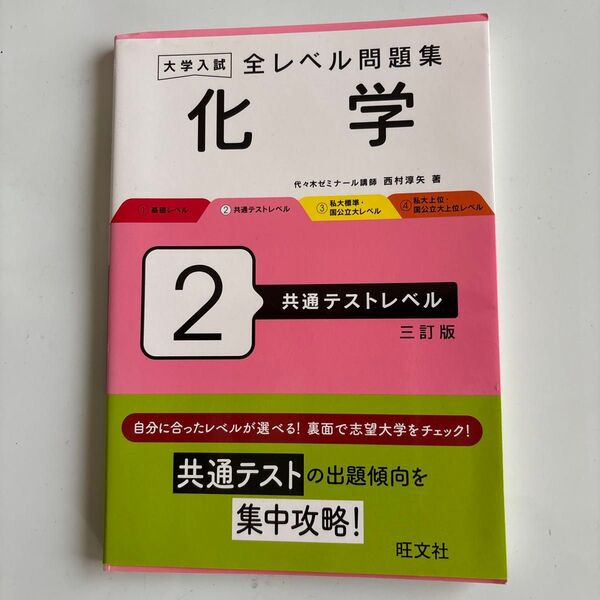 大学入試 全レベル問題集
化 学
代々木ゼミナール講師 西村淳矢 著
① 基礎レベル
② 共通テストレベル
③ 私大標準・
国公立大レベル
④ 私大上位・
国公立大上位レベル
2
共通テストレベル
三訂版
自分に合ったレベルが選べる! 裏面で志望大学をチェック!
共通テストの出題傾向を
集中攻略!
旺文社